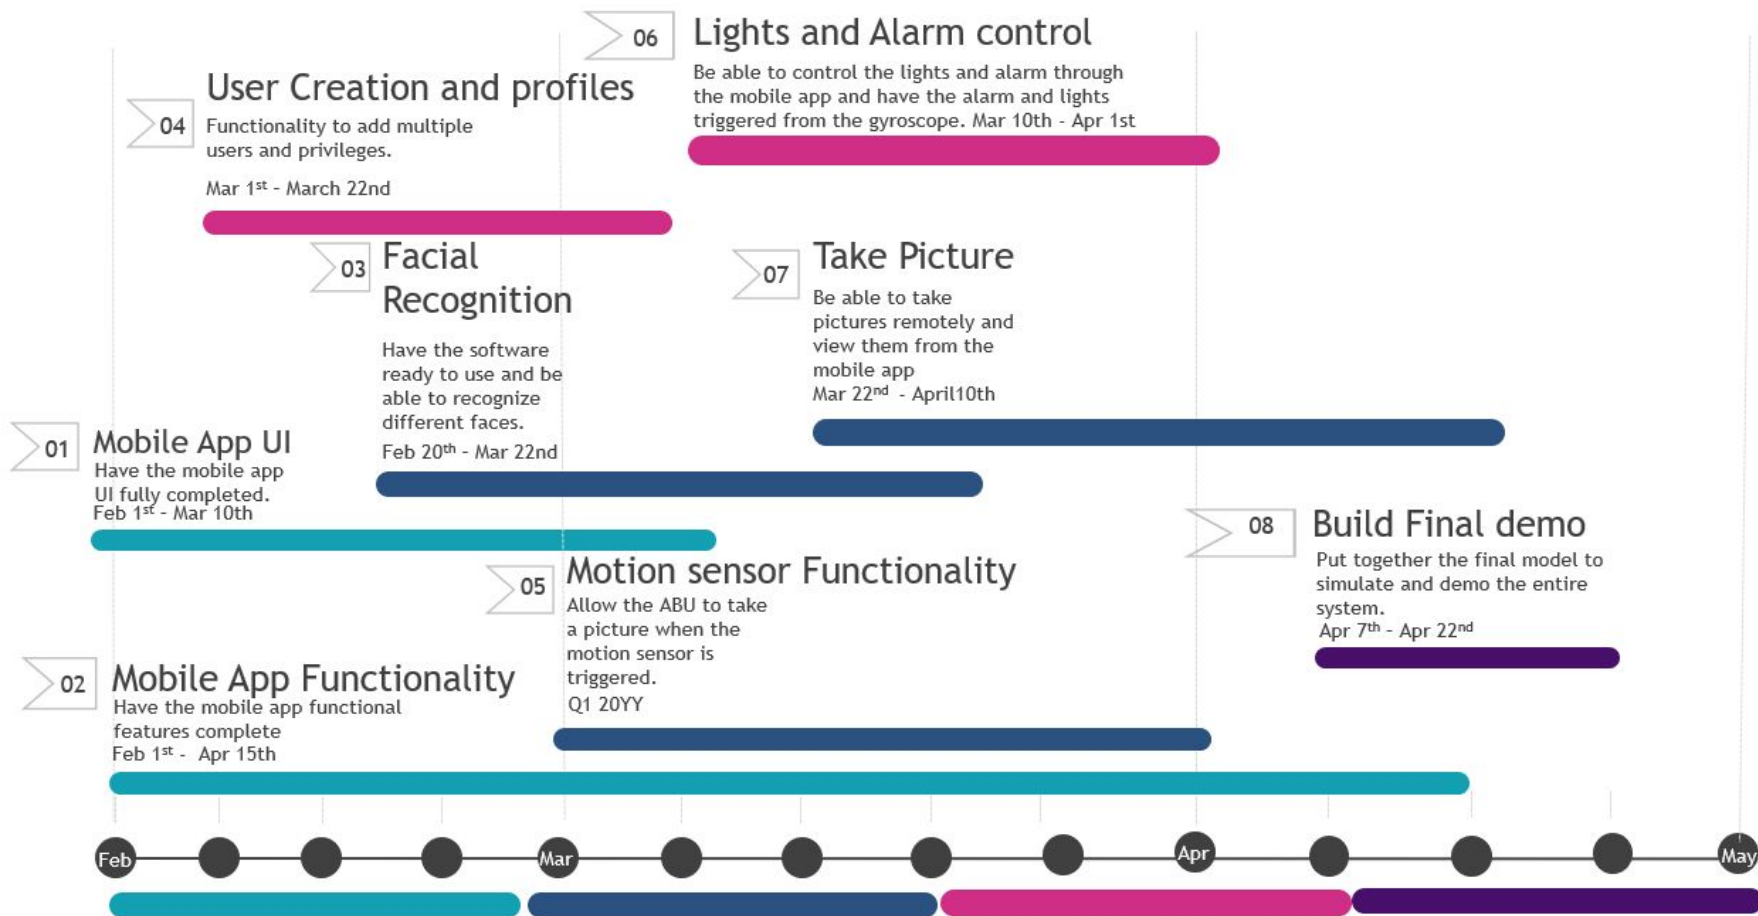 06
Lights and Alarm control
Be able to control the lights and alarm through
the mobile app and have the alarm and lights
triggered from the gyroscope. Mar 10th - Apr 1st
04
User Creation and profiles
Functionality to add multiple
users and privileges.
Mar 1st - March 22nd
03
Facial
Recognition
Have the software
ready to use and be
able to recognize
different faces.
Feb 20th - Mar 22nd
07
Take Picture
Be able to take
pictures remotely and
view them from the
mobile app
Mar 22nd - April10th
01
Mobile App UI
Have the mobile app
UI fully completed.
Feb 1st - Mar 10th
08
Build Final demo
Put together the final model to
simulate and demo the entire
system.
Apr 7th - Apr 22nd
05
Motion sensor Functionality
Allow the ABU to take
a picture when the
motion sensor is
triggered.
Q1 20YY
02
Mobile App Functionality
Have the mobile app functional
features complete
Feb 1st - Apr 15th
Feb
Mar
Apr
May